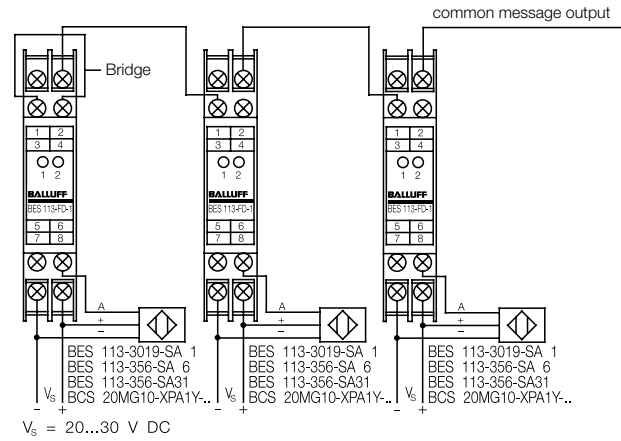 common message output
Bridge
1 2
3 4
1 2
BALLUFF
BES 113-FD-1
5 6
7 8
A
+
−
BES 113-3019-SA 1
BES 113-356-SA 6
BES 113-356-SA31
BCS 20MG10-XPA1Y-..
VS
− +
1 2
3 4
1 2
BALLUFF
BES 113-FD-1
5 6
7 8
A
+
−
BES 113-3019-SA 1
BES 113-356-SA 6
BES 113-356-SA31
BCS 20MG10-XPA1Y-..
VS
− +
1 2
3 4
1 2
BALLUFF
BES 113-FD-1
5 6
7 8
A
+
−
BES 113-3019-SA 1
BES 113-356-SA 6
BES 113-356-SA31
BCS 20MG10-XPA1Y-..
VS
− +
VS = 20...30 V DC